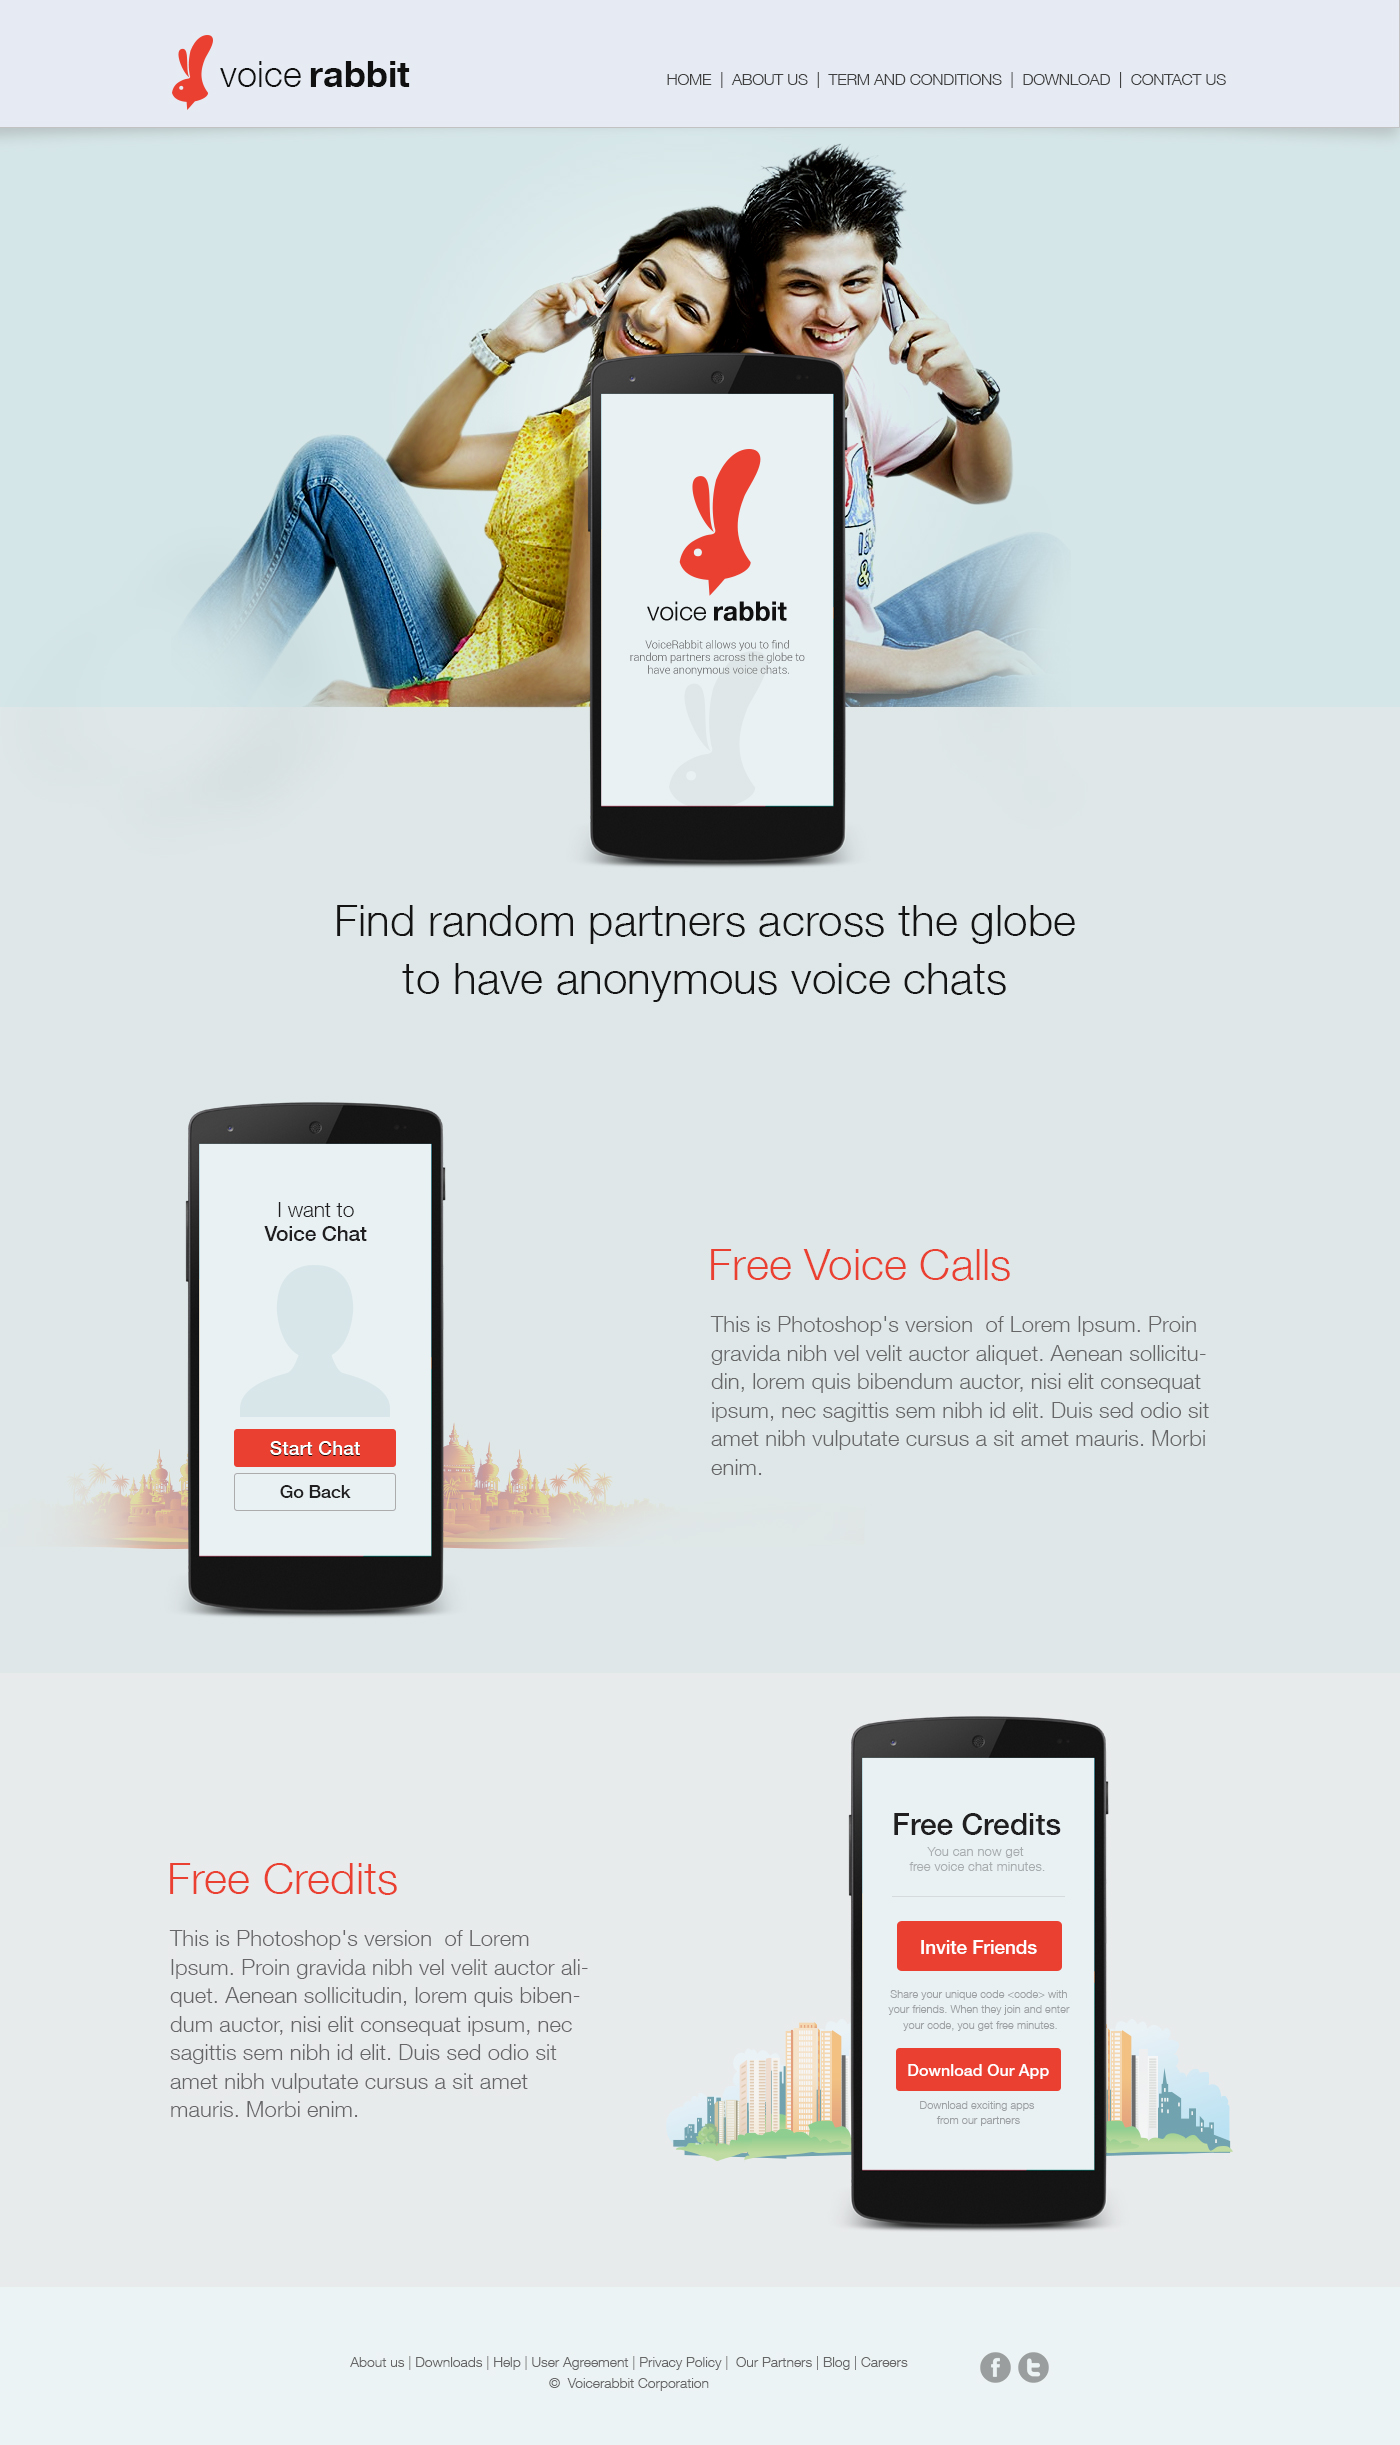 voice rabbit
HOME | ABOUT US | TERM AND CONDITIONS | DOWNLOAD | CONTACT US
voice rabbit
VoiceRabbit allows you to find
random partners across the globe to
have anonymous voice chats.
Find random partners across the globe
to have anonymous voice chats
I want to
Voice Chat
Start Chat
Go Back
Free Voice Calls
This is Photoshop's version  of Lorem Ipsum. Proin
gravida nibh vel velit auctor aliquet. Aenean sollicitu-
din, lorem quis bibendum auctor, nisi elit consequat
ipsum, nec sagittis sem nibh id elit. Duis sed odio sit
amet nibh vulputate cursus a sit amet mauris. Morbi
enim.
Free Credits
This is Photoshop's version  of Lorem
Ipsum. Proin gravida nibh vel velit auctor ali-
quet. Aenean sollicitudin, lorem quis biben-
dum auctor, nisi elit consequat ipsum, nec
sagittis sem nibh id elit. Duis sed odio sit
amet nibh vulputate cursus a sit amet
mauris. Morbi enim.
Free Credits
You can now get
free voice chat minutes.
Invite Friends
Share your unique code <code> with
your friends. When they join and enter
your code, you get free minutes.
Download Our App
Download exciting apps
from our partners
About us | Downloads | Help | User Agreement | Privacy Policy |  Our Partners | Blog | Careers
©  Voicerabbit Corporation